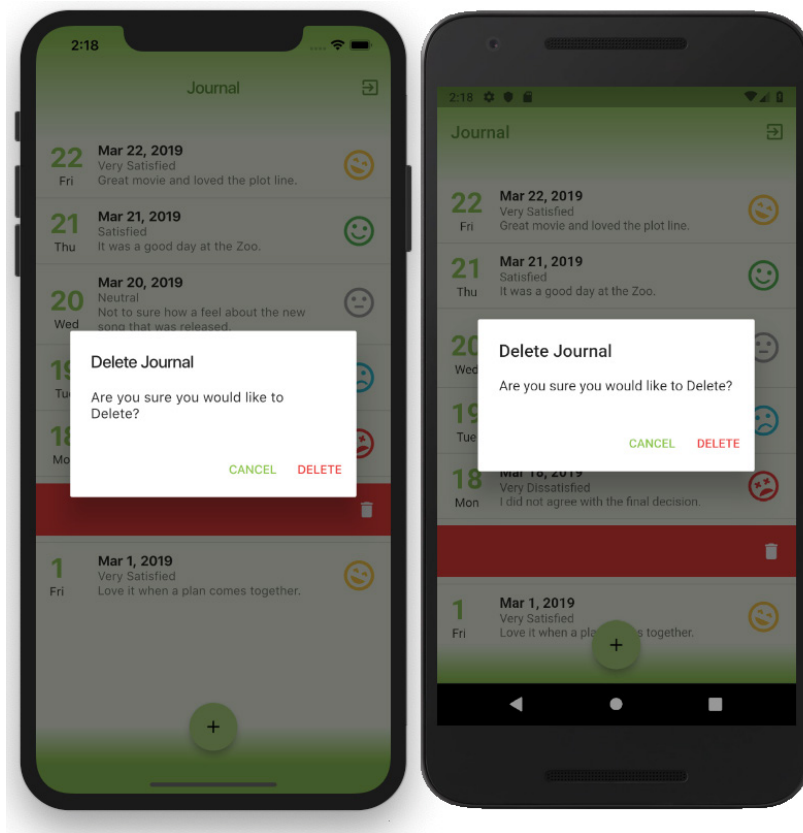 2:18
Journal
22
Fri
Mar 22, 2019
Very Satisfied
Great movie and loved the plot line.
21
Thu
Mar 21, 2019
Satisfied
It was a good day at the Zoo.
20
Wed
Mar 20, 2019
Neutral
Not to sure how a feel about the new
song that was released.
Delete Journal
Are you sure you would like to
Delete?
CANCEL DELETE
1
Fri
Mar 1, 2019
Very Satisfied
Love it when a plan comes together.
+
2:18
Journal
22
Fri
Mar 22, 2019
Very Satisfied
Great movie and loved the plot line.
21
Thu
Mar 21, 2019
Satisfied
It was a good day at the Zoo.
20
Wed
Delete Journal
Are you sure you would like to Delete?
CANCEL DELETE
19
Tue
18
Mon
Mar 18, 2019
Very Dissatisfied
I did not agree with the final decision.
1
Fri
Mar 1, 2019
Very Satisfied
Love it when a together.
+